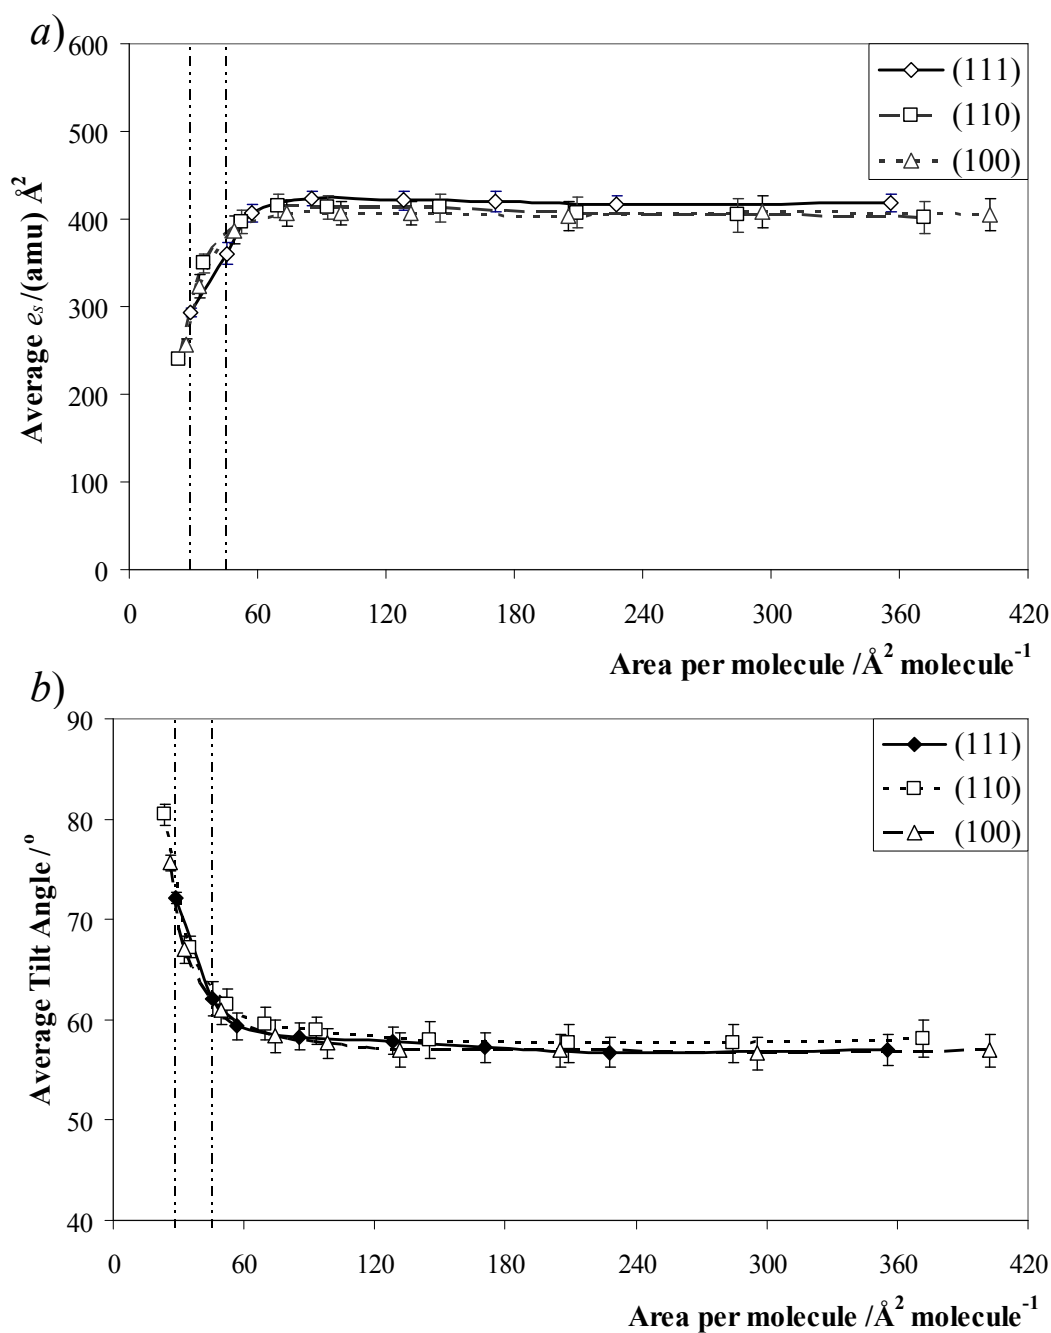 a)
600
500
400
300
200
100
0
Average es/(amu) Å²
(111)
(110)
(100)
0 60 120 180 240 300 360 420
Area per molecule /Å² molecule⁻¹
b)
90
80
70
60
50
40
Average Tilt Angle /°
(111)
(110)
(100)
0 60 120 180 240 300 360 420
Area per molecule /Å² molecule⁻¹